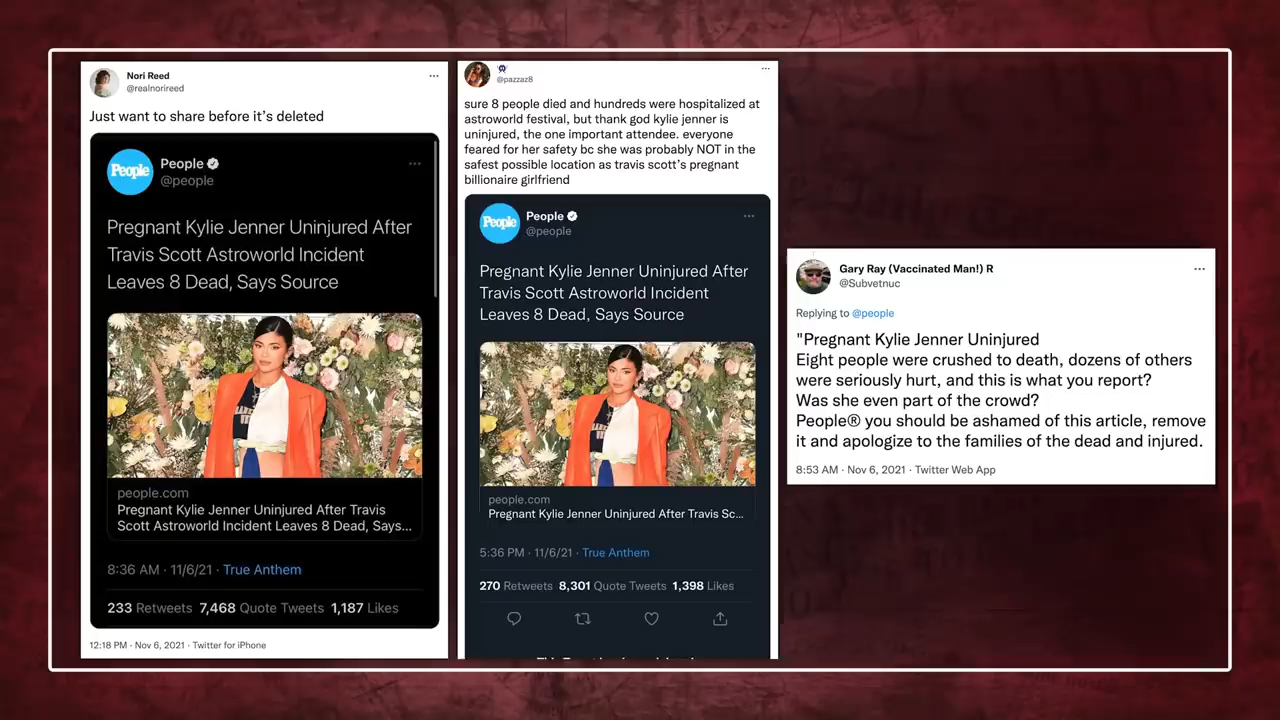 Nori Reed
@realnorireed
Just want to share before it's deleted
People
People
@people
Pregnant Kylie Jenner Uninjured After
Travis Scott Astroworld Incident
Leaves 8 Dead, Says Source
people.com
Pregnant Kylie Jenner Uninjured After Travis
Scott Astroworld Incident Leaves 8 Dead, Says...
8:36 AM · 11/6/21 · True Anthem
233 Retweets 7,468 Quote Tweets 1,187 Likes
12:18 PM · Nov 6, 2021 · Twitter for iPhone
@pazzaz8
sure 8 people died and hundreds were hospitalized at
astroworld festival, but thank god kylie jenner is
uninjured, the one important attendee. everyone
feared for her safety bc she was probably NOT in the
safest possible location as travis scott's pregnant
billionaire girlfriend
People
People
@people
Pregnant Kylie Jenner Uninjured After
Travis Scott Astroworld Incident
Leaves 8 Dead, Says Source
people.com
Pregnant Kylie Jenner Uninjured After Travis Sc...
5:36 PM · 11/6/21 · True Anthem
270 Retweets 8,301 Quote Tweets 1,398 Likes
Gary Ray (Vaccinated Man!) R
@Subvetnuc
Replying to @people
"Pregnant Kylie Jenner Uninjured
Eight people were crushed to death, dozens of others
were seriously hurt, and this is what you report?
Was she even part of the crowd?
People® you should be ashamed of this article, remove
it and apologize to the families of the dead and injured.
8:53 AM · Nov 6, 2021 · Twitter Web App